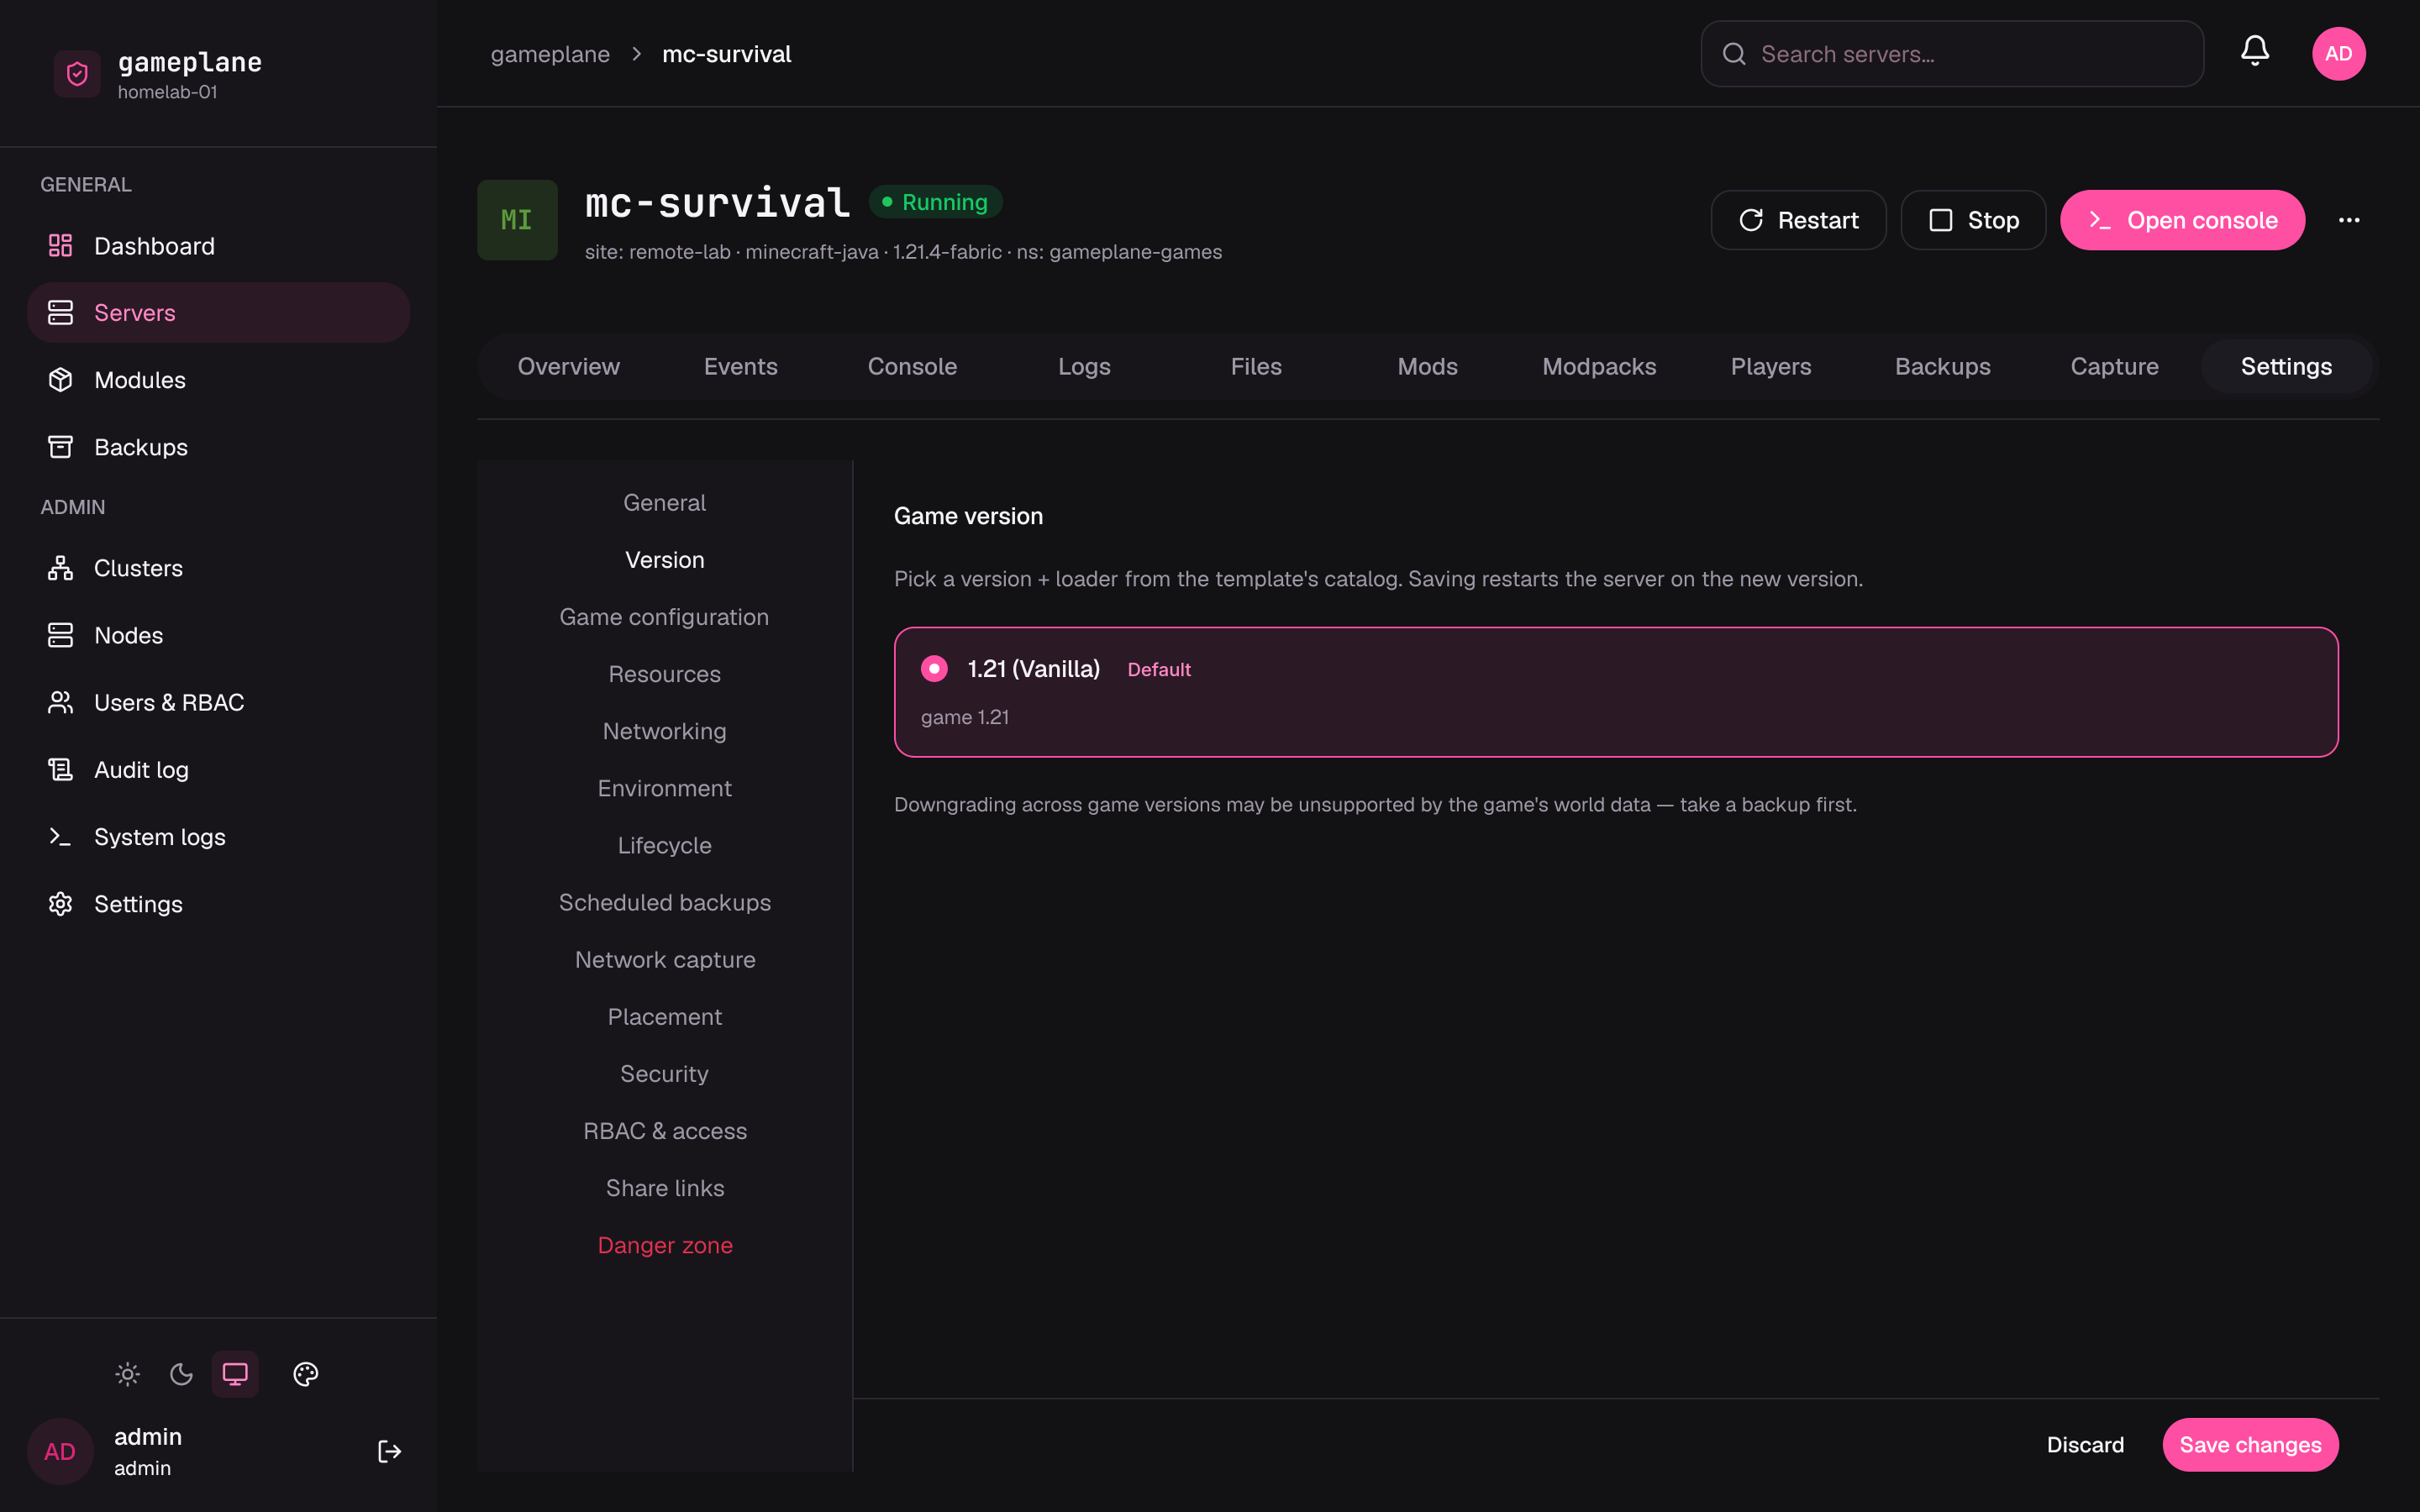 gameplane
homelab-01
GENERAL
Dashboard
Servers
Modules
Backups
ADMIN
Clusters
Nodes
Users & RBAC
Audit log
System logs
Settings
AD
admin
admin
gameplane
mc-survival
Search servers...
AD
MI
mc-survival
Running
site: remote-lab · minecraft-java · 1.21.4-fabric · ns: gameplane-games
Restart
Stop
Open console
Overview
Events
Console
Logs
Files
Mods
Modpacks
Players
Backups
Capture
Settings
General
Version
Game configuration
Resources
Networking
Environment
Lifecycle
Scheduled backups
Network capture
Placement
Security
RBAC & access
Share links
Danger zone
Game version
Pick a version + loader from the template's catalog. Saving restarts the server on the new version.
1.21 (Vanilla)
Default
game 1.21
Downgrading across game versions may be unsupported by the game's world data — take a backup first.
Discard
Save changes